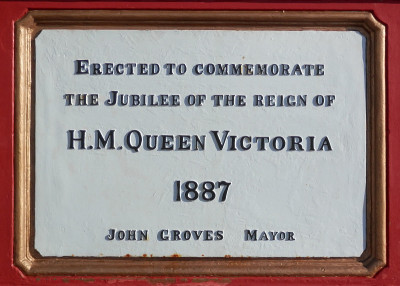 ERECTED TO COMMEMORATE
THE JUBILEE OF THE REIGN OF
H.M. QUEEN VICTORIA
1887
JOHN GROVES MAYOR